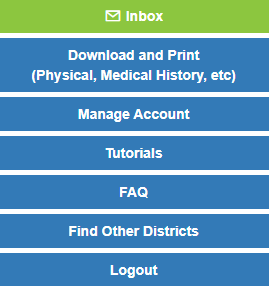 Inbox
Download and Print
(Physical, Medical History, etc)
Manage Account
Tutorials
FAQ
Find Other Districts
Logout